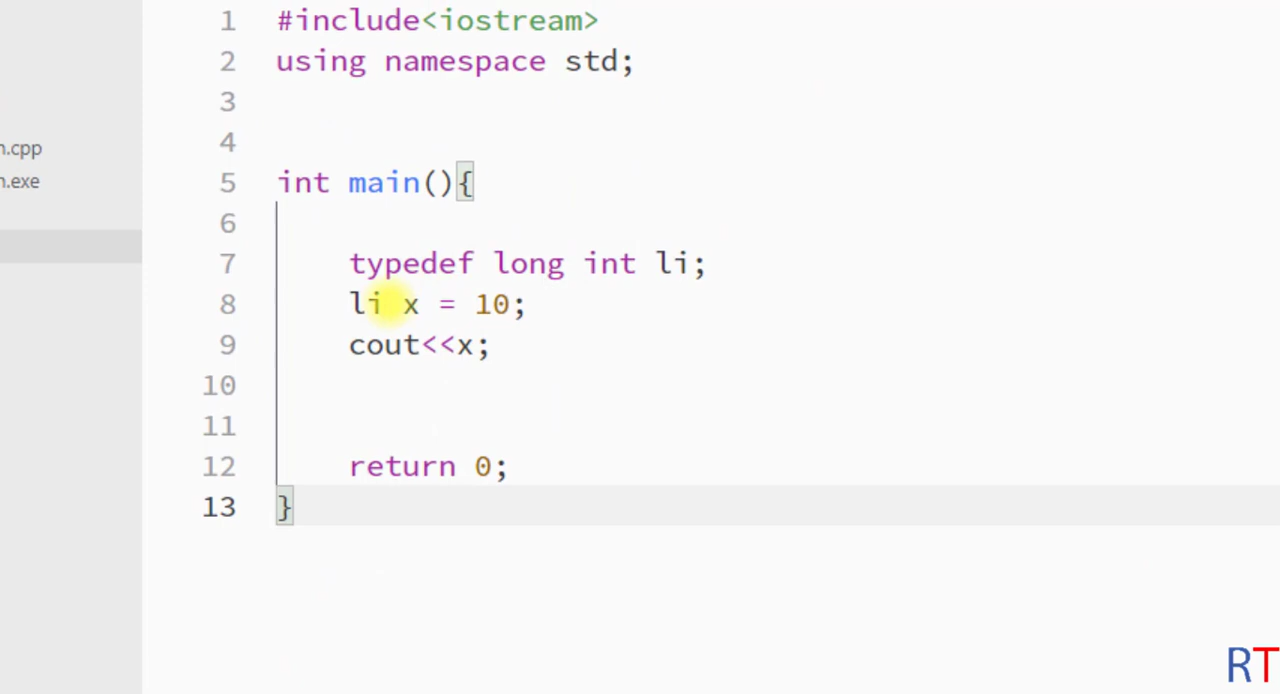 1 #include<iostream>
2 using namespace std;
3
4
n.cpp
5 int main(){
n.exe
6
7 typedef long int li;
8 li x = 10;
9 cout<<x;
10
11
12 return 0;
13 }
RT